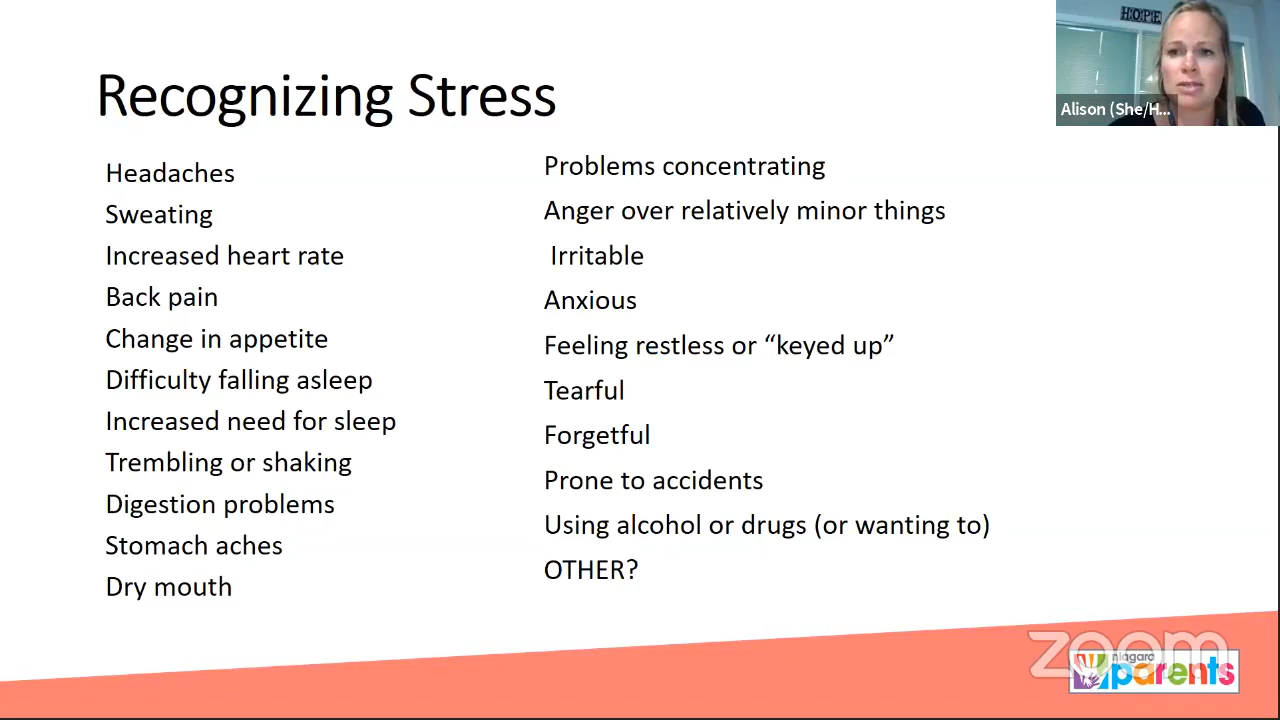 HOPE
Alison (She/H...
Recognizing Stress
Headaches
Sweating
Increased heart rate
Back pain
Change in appetite
Difficulty falling asleep
Increased need for sleep
Trembling or shaking
Digestion problems
Stomach aches
Dry mouth
Problems concentrating
Anger over relatively minor things
Irritable
Anxious
Feeling restless or “keyed up”
Tearful
Forgetful
Prone to accidents
Using alcohol or drugs (or wanting to)
OTHER?
zoom
niagara
parents